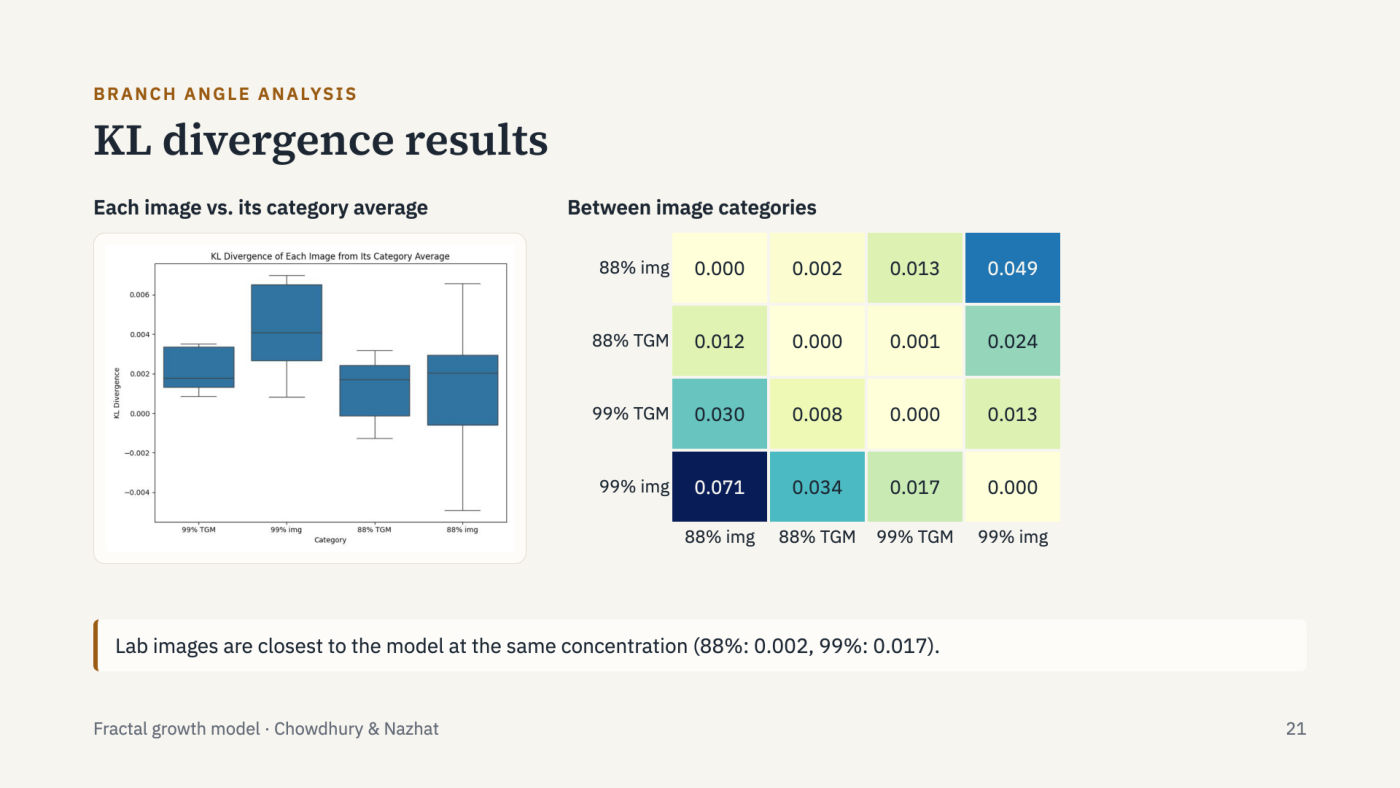 BRANCH ANGLE ANALYSIS
KL divergence results
Each image vs. its category average
KL Divergence of Each Image from Its Category Average
KL Divergence
0.006
0.004
0.002
0.000
−0.002
−0.004
99% TGM 99% img 88% TGM 88% img
Category
Between image categories
88% img 0.000 0.002 0.013 0.049
88% TGM 0.012 0.000 0.001 0.024
99% TGM 0.030 0.008 0.000 0.013
99% img 0.071 0.034 0.017 0.000
88% img 88% TGM 99% TGM 99% img
Lab images are closest to the model at the same concentration (88%: 0.002, 99%: 0.017).
Fractal growth model · Chowdhury & Nazhat
21